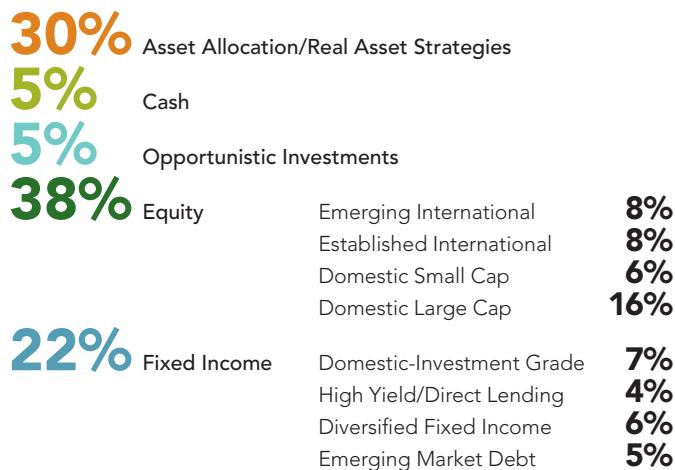 30% Asset Allocation/Real Asset Strategies
5% Cash
5% Opportunistic Investments
38% Equity Emerging International 8%
Established International 8%
Domestic Small Cap 6%
Domestic Large Cap 16%
22% Fixed Income Domestic-Investment Grade 7%
High Yield/Direct Lending 4%
Diversified Fixed Income 6%
Emerging Market Debt 5%